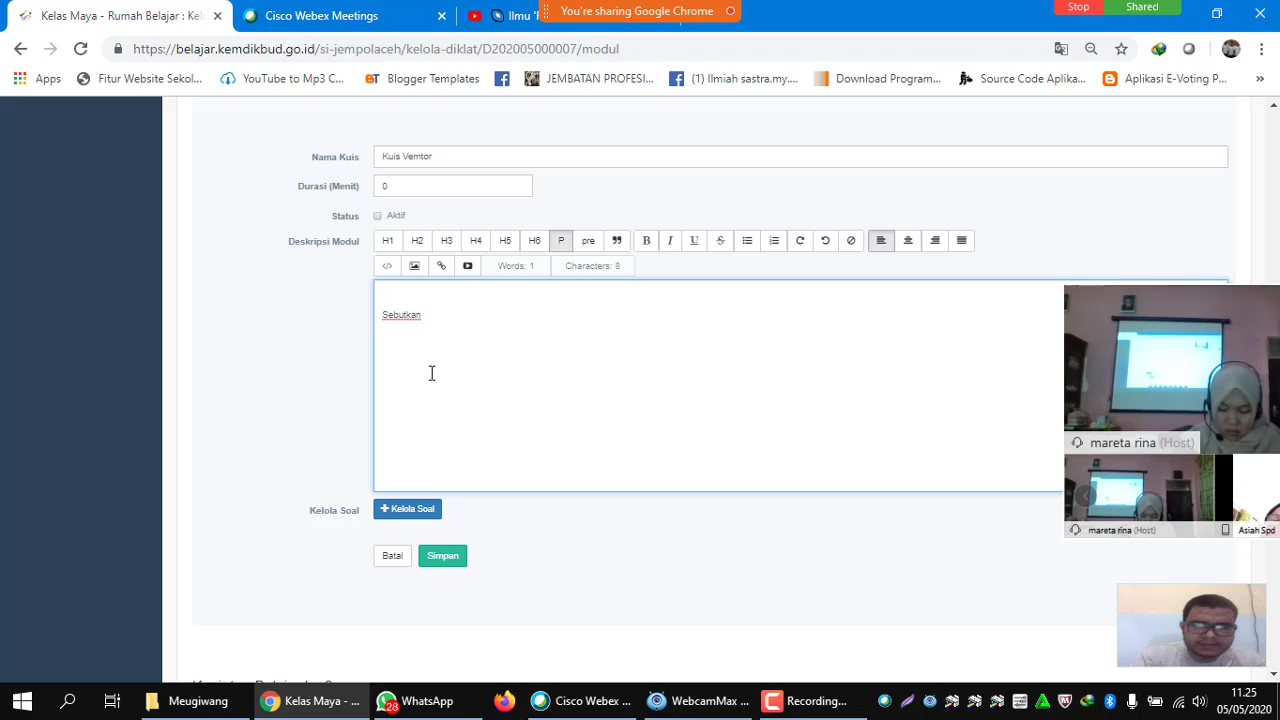 Kelas Maya - Rumah Belajar : Kel
Cisco Webex Meetings
Ilmu '
You're sharing Google Chrome
Stop
Shared
https://belajar.kemdikbud.go.id/si-jempolaceh/kelola-diklat/D202005000007/modul
Apps
Fitur Website Sekol...
YouTube to Mp3 C...
Blogger Templates
JEMBATAN PROFESI...
(1) Ilmiah sastra.my....
Download Program...
Source Code Aplika...
Aplikasi E-Voting P...
»
Nama Kuis
Kuis Vemtor
Durasi (Menit)
0
Status
Aktif
Deskripsi Modul
H1 H2 H3 H4 H5 H6 P pre B I U S
</> Words: 1 Characters: 8
Sebutkan
Kelola Soal
+ Kelola Soal
Batal
Simpan
mareta rina (Host)
mareta rina (Host)
Asiah Spd
Meugiwang
Kelas Maya - ...
28
WhatsApp
Cisco Webex ...
WebcamMax ...
Recording...
11.25
05/05/2020